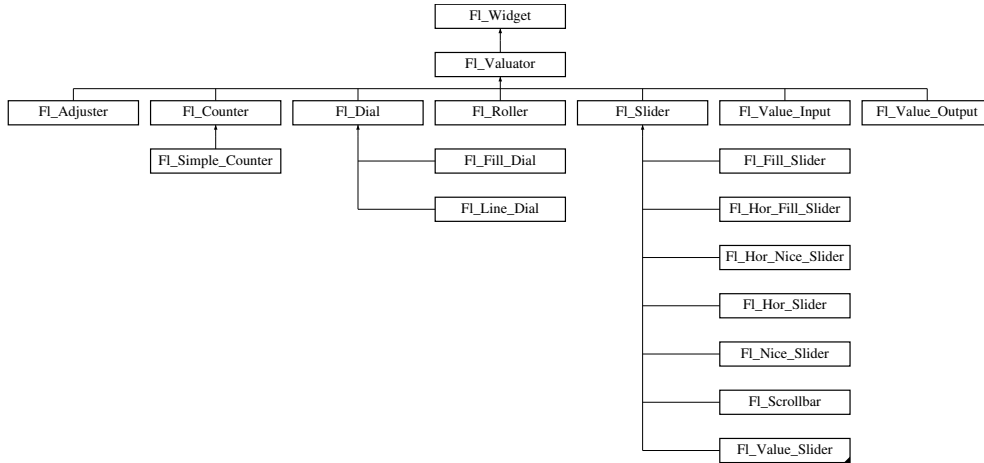 Fl_Widget
Fl_Valuator
Fl_Adjuster
Fl_Counter
Fl_Dial
Fl_Roller
Fl_Slider
Fl_Value_Input
Fl_Value_Output
Fl_Simple_Counter
Fl_Fill_Dial
Fl_Fill_Slider
Fl_Line_Dial
Fl_Hor_Fill_Slider
Fl_Hor_Nice_Slider
Fl_Hor_Slider
Fl_Nice_Slider
Fl_Scrollbar
Fl_Value_Slider